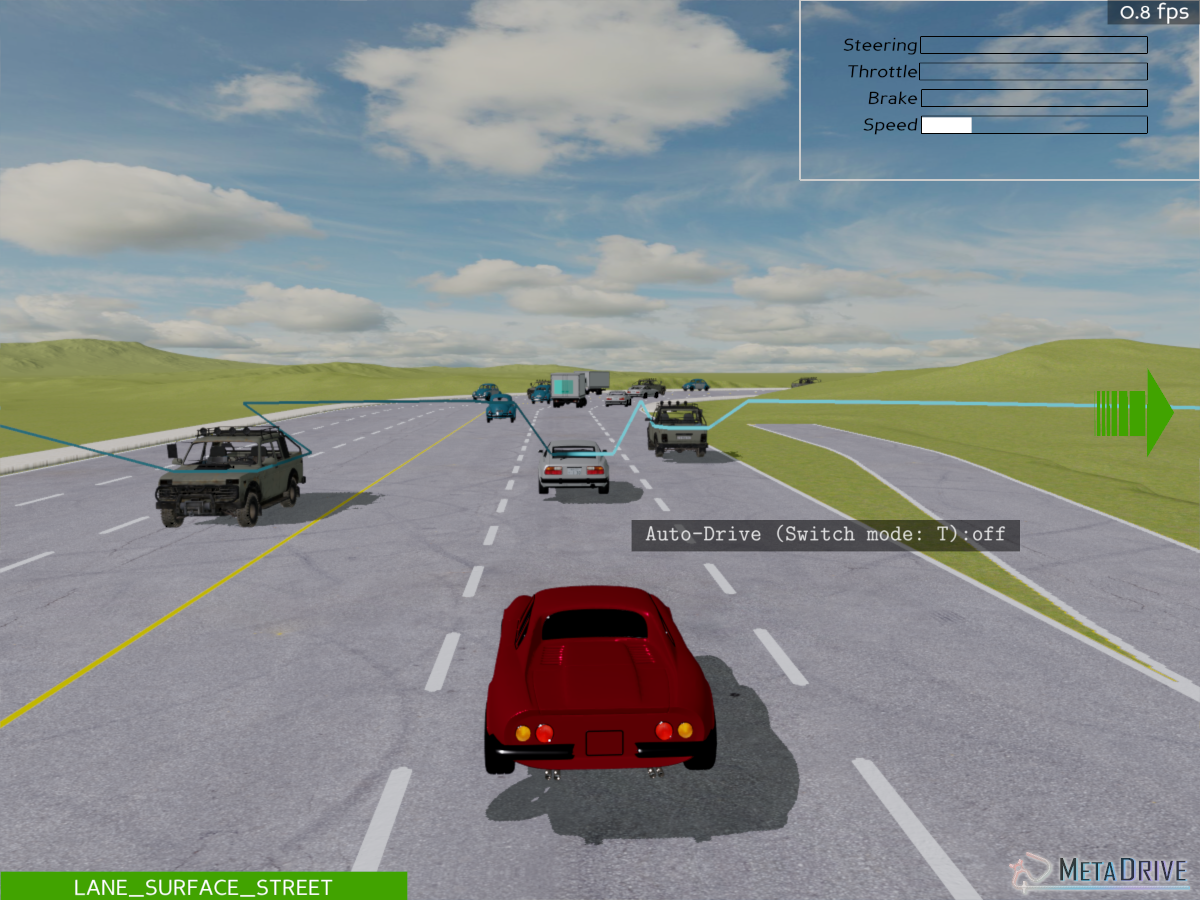 0.8 fps
Steering
Throttle
Brake
Speed
Auto-Drive (Switch mode: T):off
LANE_SURFACE_STREET
METADRIVE